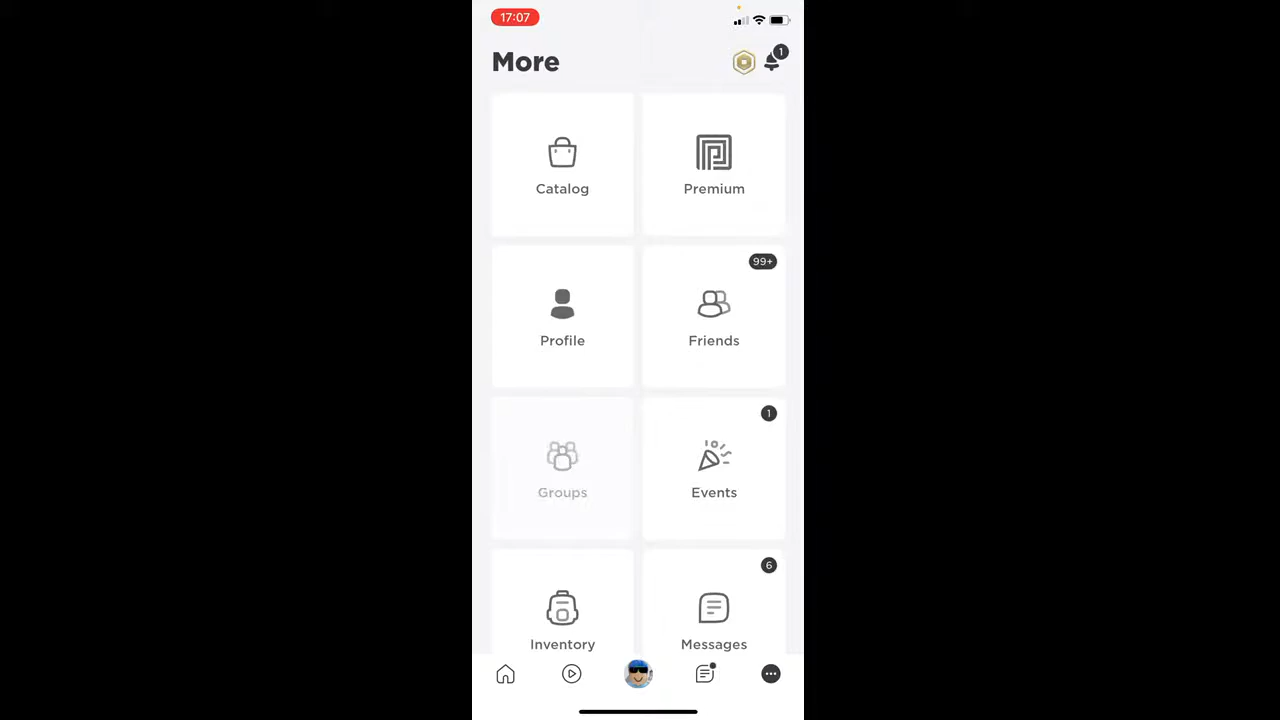 17:07
More
1
Catalog
Premium
99+
Profile
Friends
1
Groups
Events
6
Inventory
Messages